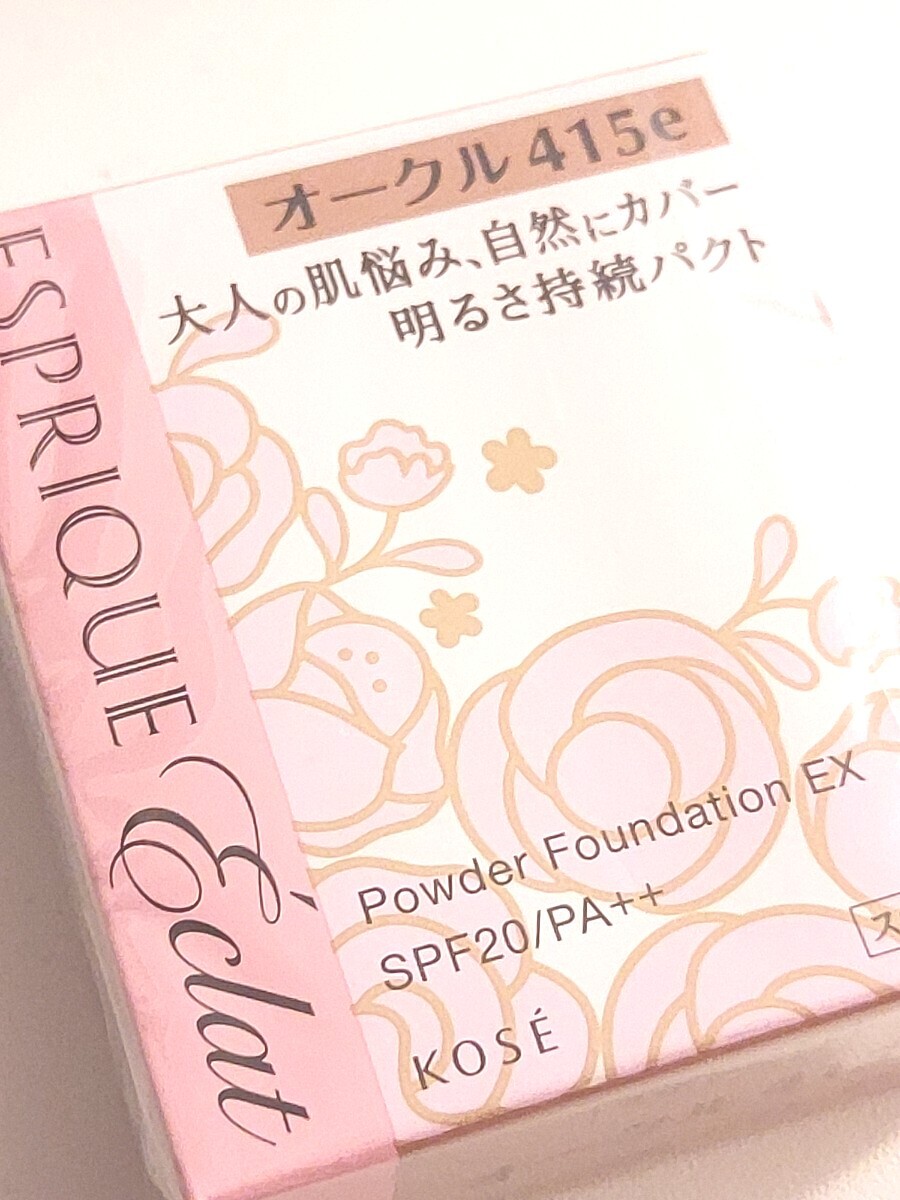 オークル 415e
大人の肌悩み、自然にカバー
明るさ持続パクト
ESPRIQUE
Éclat
Powder Foundation EX
SPF20/PA++
KOSÉ
ス